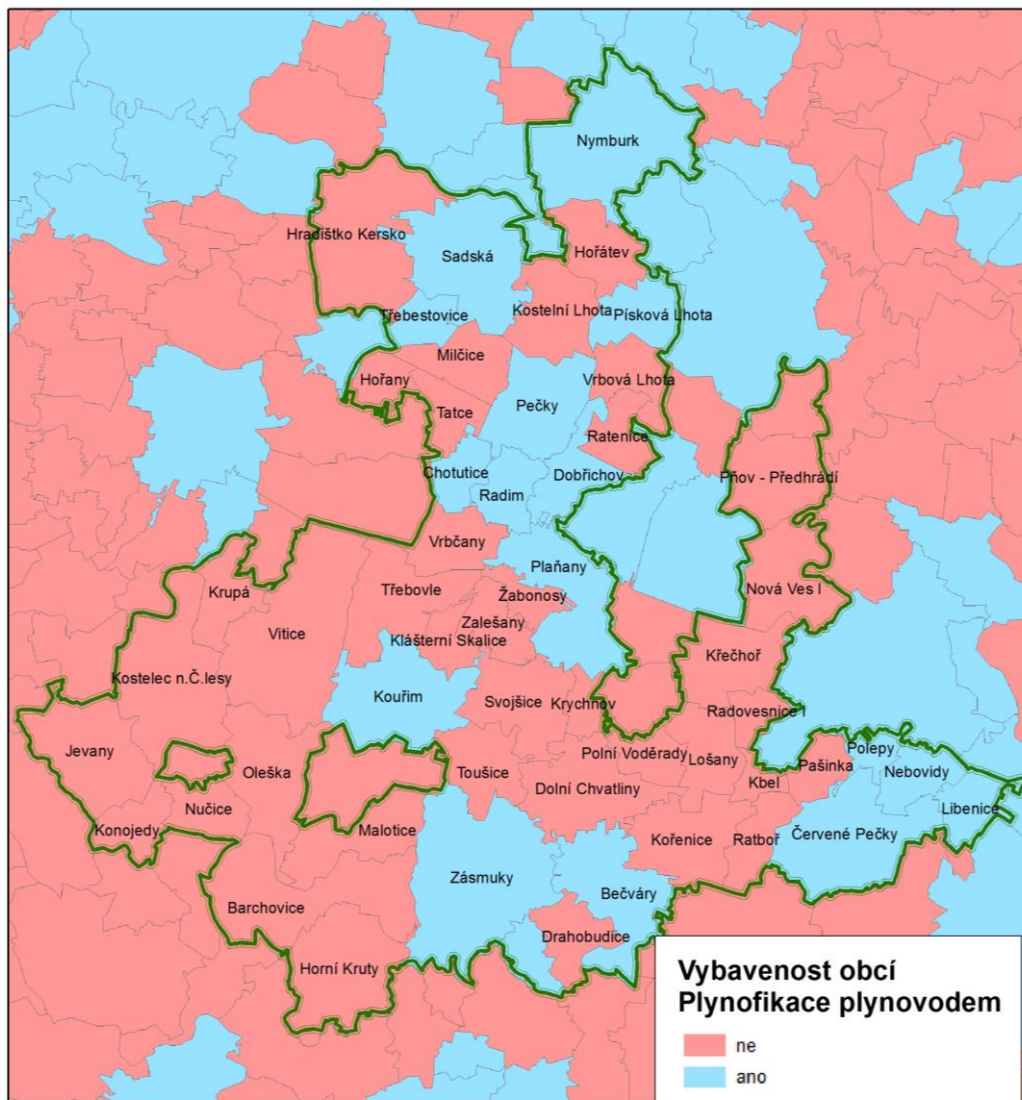 Nymburk
Hradištko Kersko
Sadská
Hořátev
Třebestovice
Kostelní Lhota
Písková Lhota
Milčice
Hořany
Vrbová Lhota
Pečky
Tatce
Ratenice
Chotutice
Radim
Dobřichov
Pňov - Předhrádí
Vrbčany
Plaňany
Krupá
Třebovle
Žabonosy
Nová Ves I
Vitice
Zalešany
Klášterní Skalice
Křečhoř
Kostelec n.Č.lesy
Kouřim
Svojšice
Krychnov
Radovesnice I
Jevany
Oleška
Toušice
Polní Voděrady
Lošany
Polepy
Pašinka
Nebovidy
Kbel
Dolní Chvatliny
Nučice
Libenice
Konojedy
Malotice
Kořenice
Ratboř
Červené Pečky
Zásmuky
Bečváry
Barchovice
Drahobudice
Horní Kruty
Vybavenost obcí
Plynofikace plynovodem
ne
ano